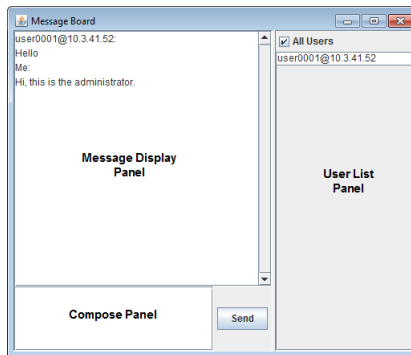 Message Board
user0001@10.3.41.52:
Hello
Me:
Hi, this is the administrator.
Message Display
Panel
All Users
user0001@10.3.41.52
User List
Panel
Compose Panel
Send